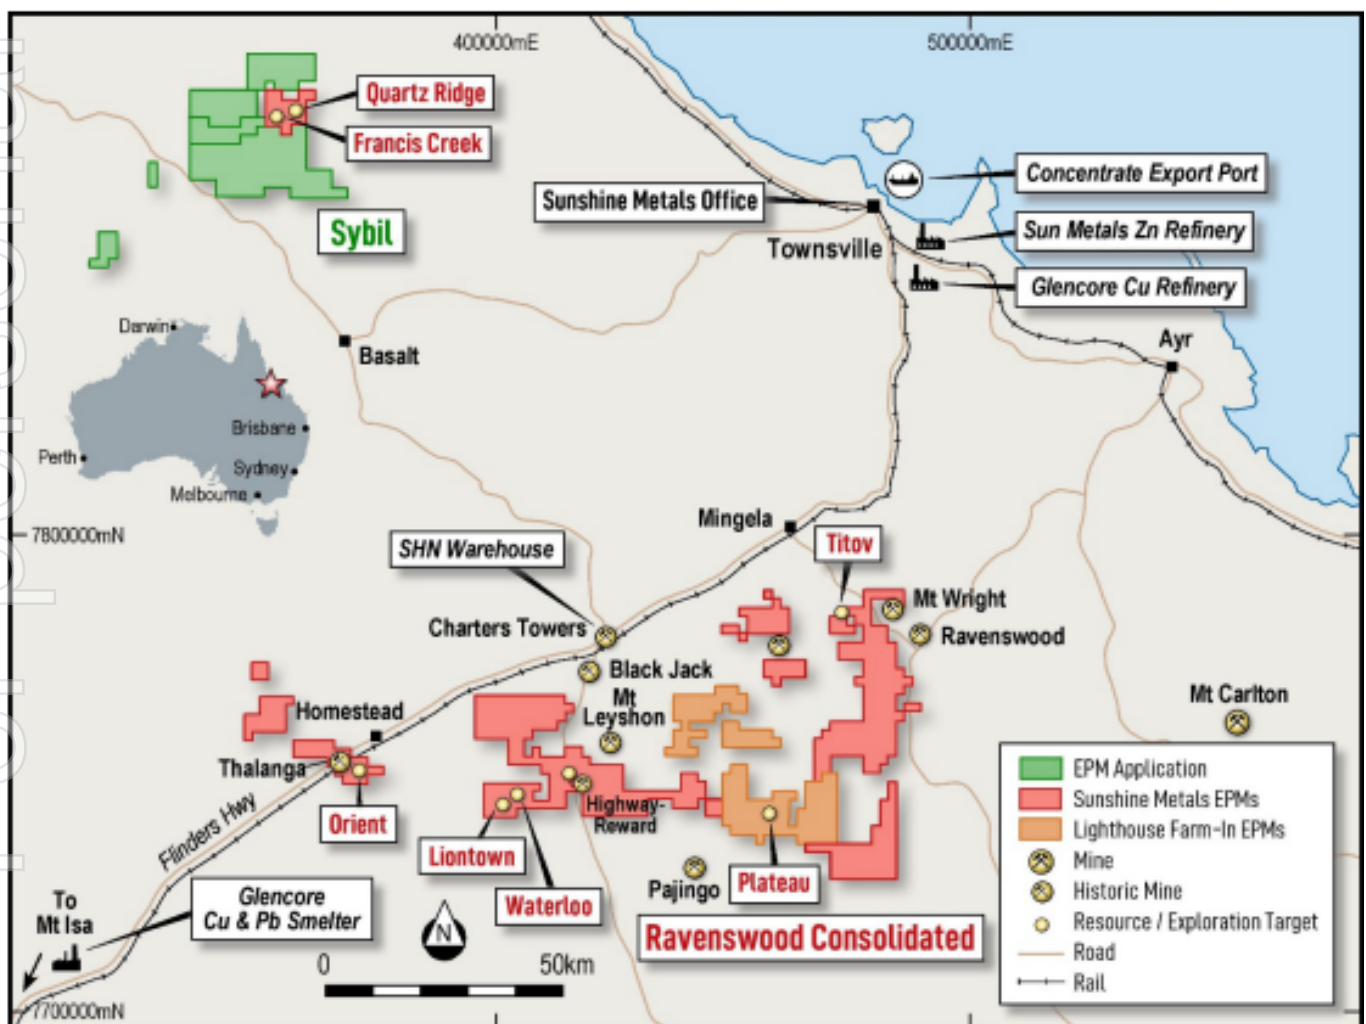 400000mE
500000mE
Quartz Ridge
Francis Creek
Sybil
Sunshine Metals Office
Townsville
Concentrate Export Port
Sun Metals Zn Refinery
Glencore Cu Refinery
Ayr
Basalt
Darwin
Brisbane
Perth
Sydney
Melbourne
7800000mN
Mingela
SHN Warehouse
Titov
Charters Towers
Mt Wright
Ravenswood
Black Jack
Mt
Leyshon
Mt Carlton
Homestead
Thalanga
Highway-
Reward
Orient
Flinders Hwy
Liontown
Waterloo
Pajingo
Plateau
Ravenswood Consolidated
To
Mt Isa
Glencore
Cu & Pb Smelter
N
0
50km
7700000mN
EPM Application
Sunshine Metals EPMs
Lighthouse Farm-In EPMs
Mine
Historic Mine
Resource / Exploration Target
Road
Rail